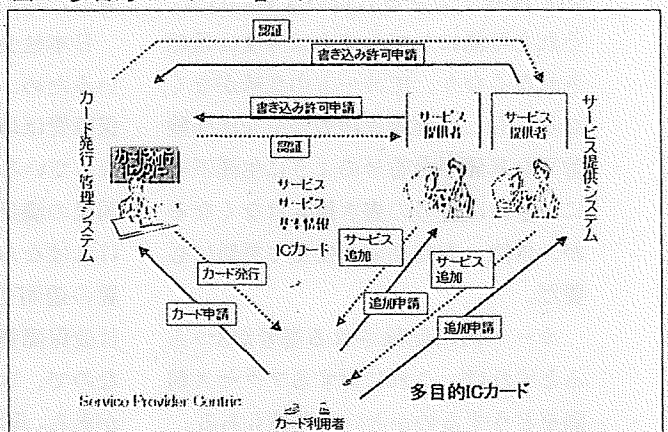 認証
書き込み許可申請
書き込み許可申請
認証
サービス
提供者
サービス
提供者
カード発行・管理システム
サービス提供システム
サービス
サービス
基本情報
ICカード
サービス
追加
サービス
追加
カード発行
カード申請
追加申請
追加申請
Service Provider Centric
多目的ICカード
カード利用者